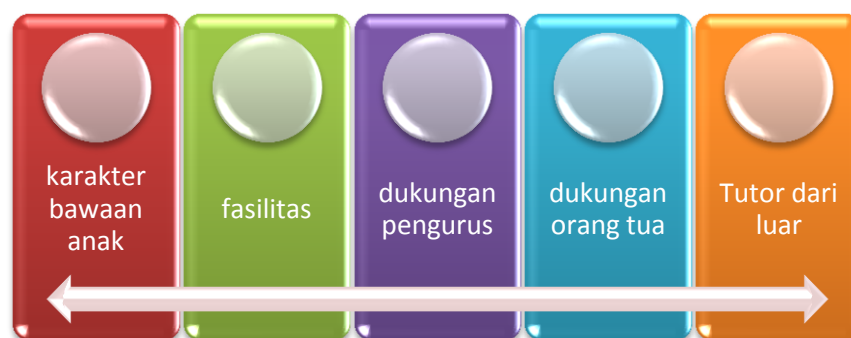 karakter
bawaan
anak
fasilitas
dukungan
pengurus
dukungan
orang tua
Tutor dari
luar